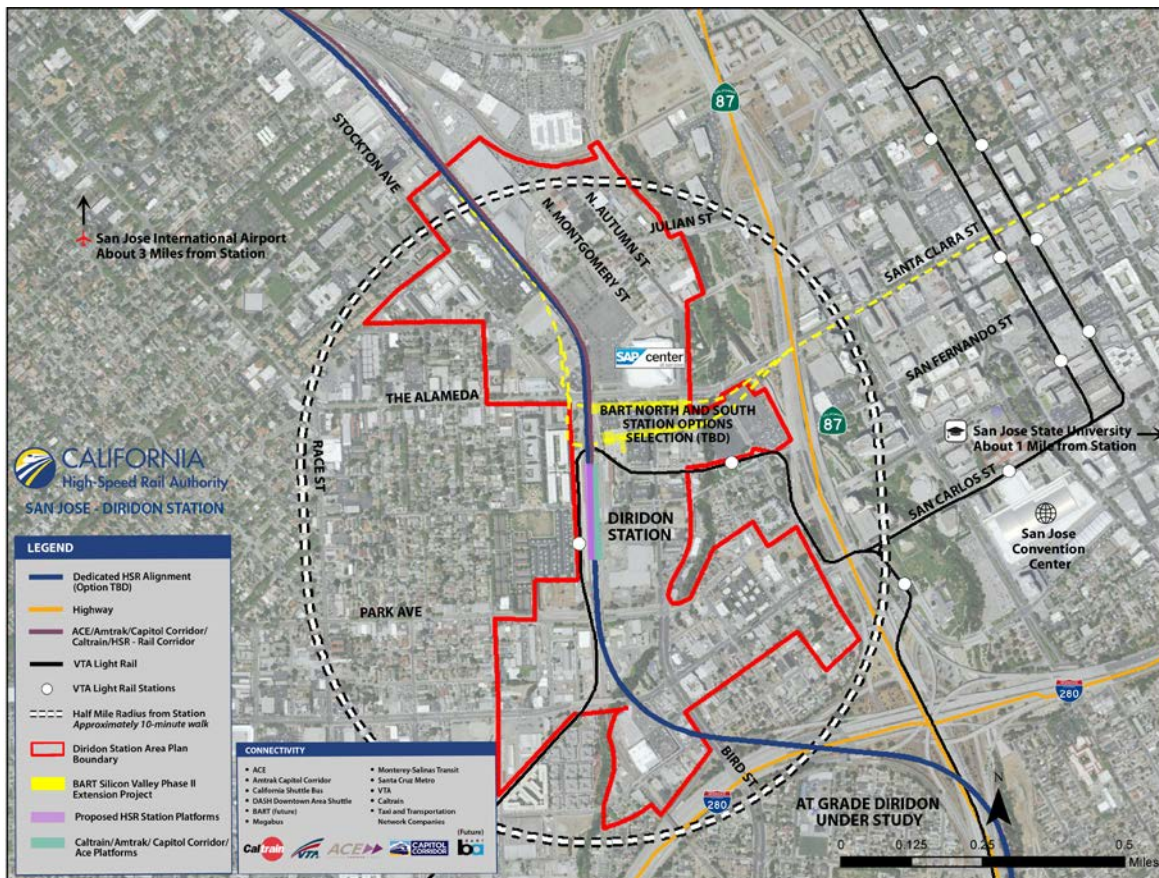 87
STOCKTON AVE
N. AUTUMN ST
N. MONTGOMERY ST
JULIAN ST
San Jose International Airport
About 3 Miles from Station
SANTA CLARA ST
SAN FERNANDO ST
SAP center
THE ALAMEDA
BART NORTH AND SOUTH
STATION OPTIONS
SELECTION (TBD)
87
San Jose State University
About 1 Mile from Station
RACE ST
SAN CARLOS ST
CALIFORNIA
High-Speed Rail Authority
SAN JOSE - DIRIDON STATION
DIRIDON
STATION
San Jose
Convention
Center
PARK AVE
LEGEND
Dedicated HSR Alignment
(Option TBD)
Highway
ACE/Amtrak/Capitol Corridor/
Caltrain/HSR - Rail Corridor
VTA Light Rail
VTA Light Rail Stations
Half Mile Radius from Station
Approximately 10-minute walk
Diridon Station Area Plan
Boundary
BART Silicon Valley Phase II
Extension Project
Proposed HSR Station Platforms
Caltrain/Amtrak/ Capitol Corridor/
Ace Platforms
CONNECTIVITY
• ACE
• Amtrak Capitol Corridor
• California Shuttle Bus
• DASH Downtown Area Shuttle
• BART (Future)
• Megabus
• Monterey-Salinas Transit
• Santa Cruz Metro
• VTA
• Caltrain
• Taxi and Transportation
Network Companies
Caltrain
VTA
ACE
CAPITOL
CORRIDOR
(Future)
ba
BIRD ST
280
280
AT GRADE DIRIDON
UNDER STUDY
N
0 0.125 0.25 0.5
Miles